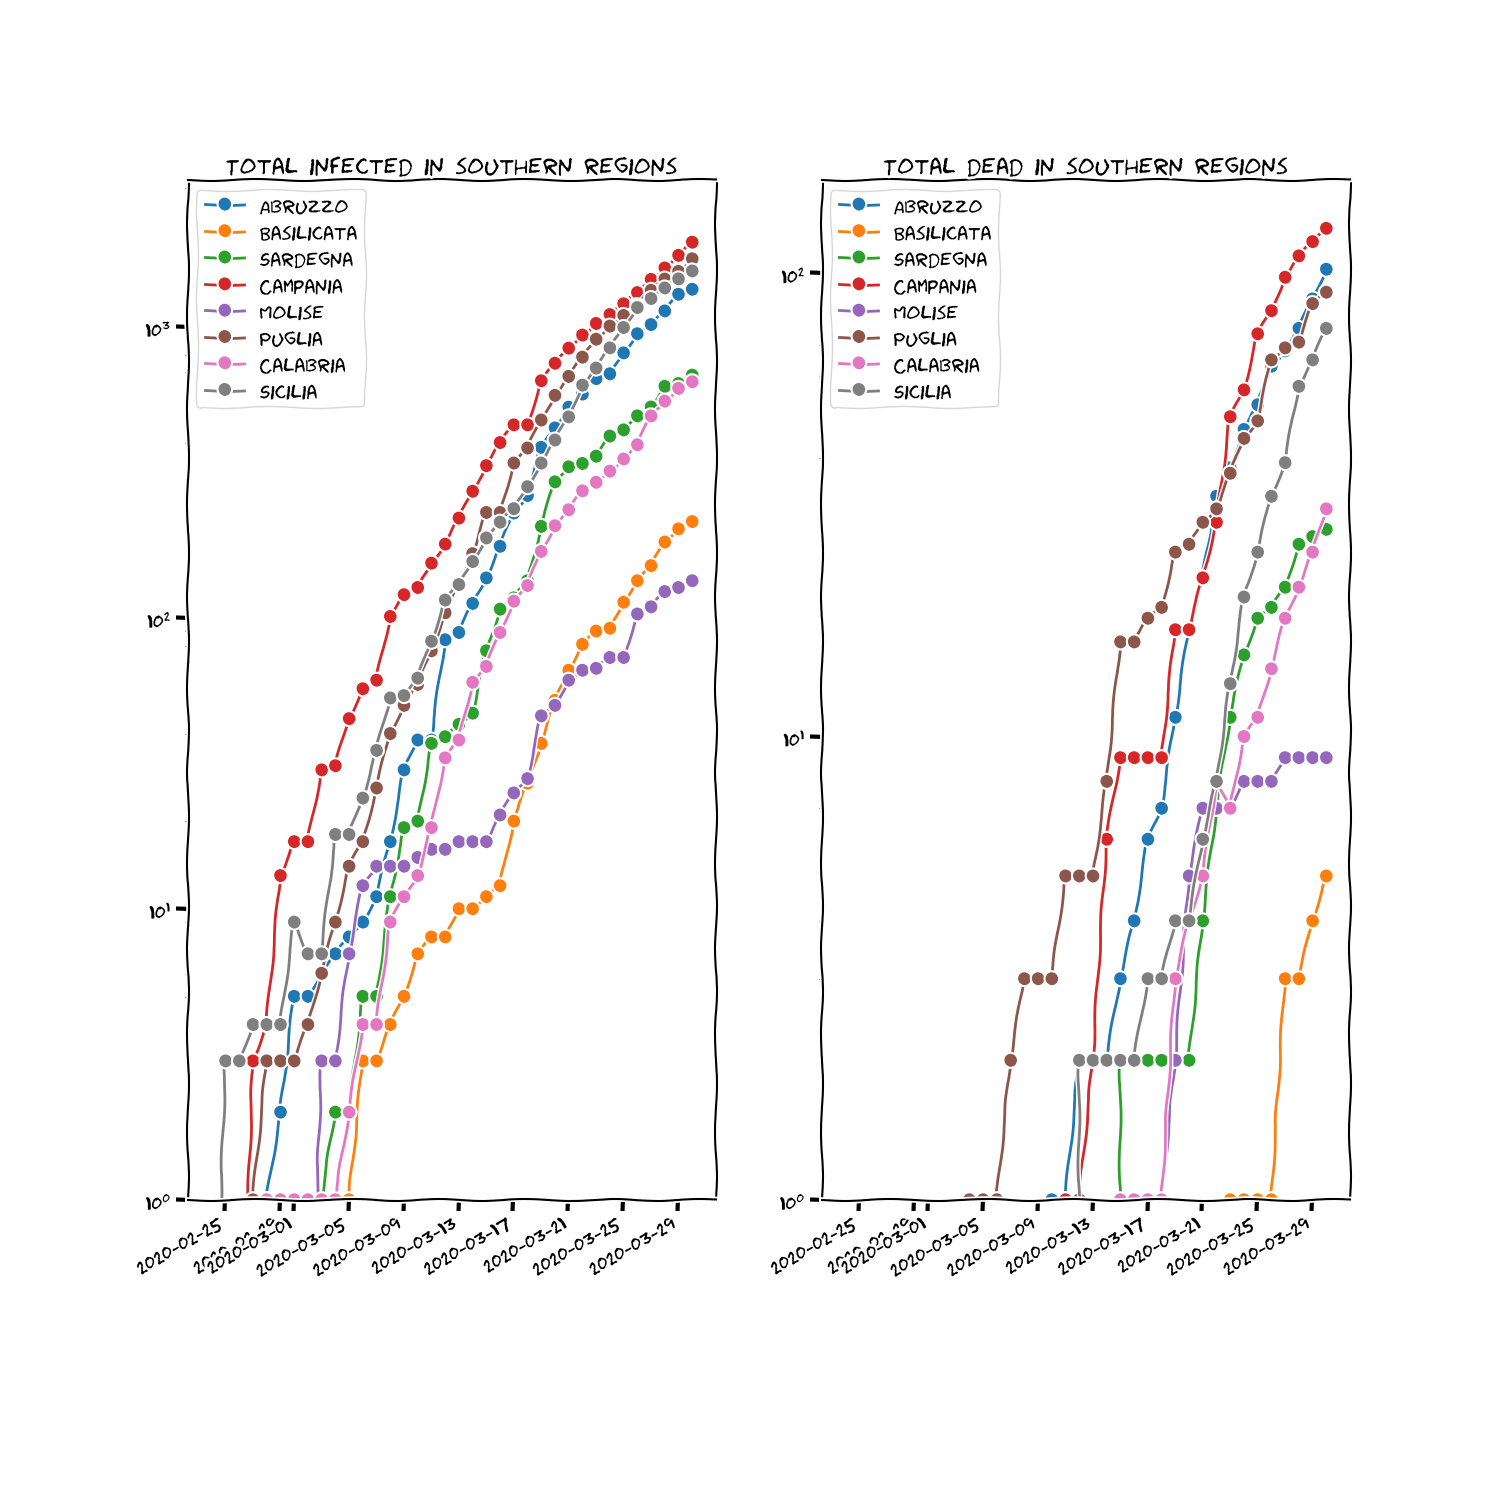 TOTAL INFECTED IN SOUTHERN REGIONS
ABRUZZO
BASILICATA
SARDEGNA
CAMPANIA
MOLISE
PUGLIA
CALABRIA
SICILIA
10³
10²
10¹
10⁰
2020-02-25
2020-03-01
2020-03-05
2020-03-09
2020-03-13
2020-03-17
2020-03-21
2020-03-25
2020-03-29
TOTAL DEAD IN SOUTHERN REGIONS
ABRUZZO
BASILICATA
SARDEGNA
CAMPANIA
MOLISE
PUGLIA
CALABRIA
SICILIA
10²
10¹
10⁰
2020-02-25
2020-03-01
2020-03-05
2020-03-09
2020-03-13
2020-03-17
2020-03-21
2020-03-25
2020-03-29